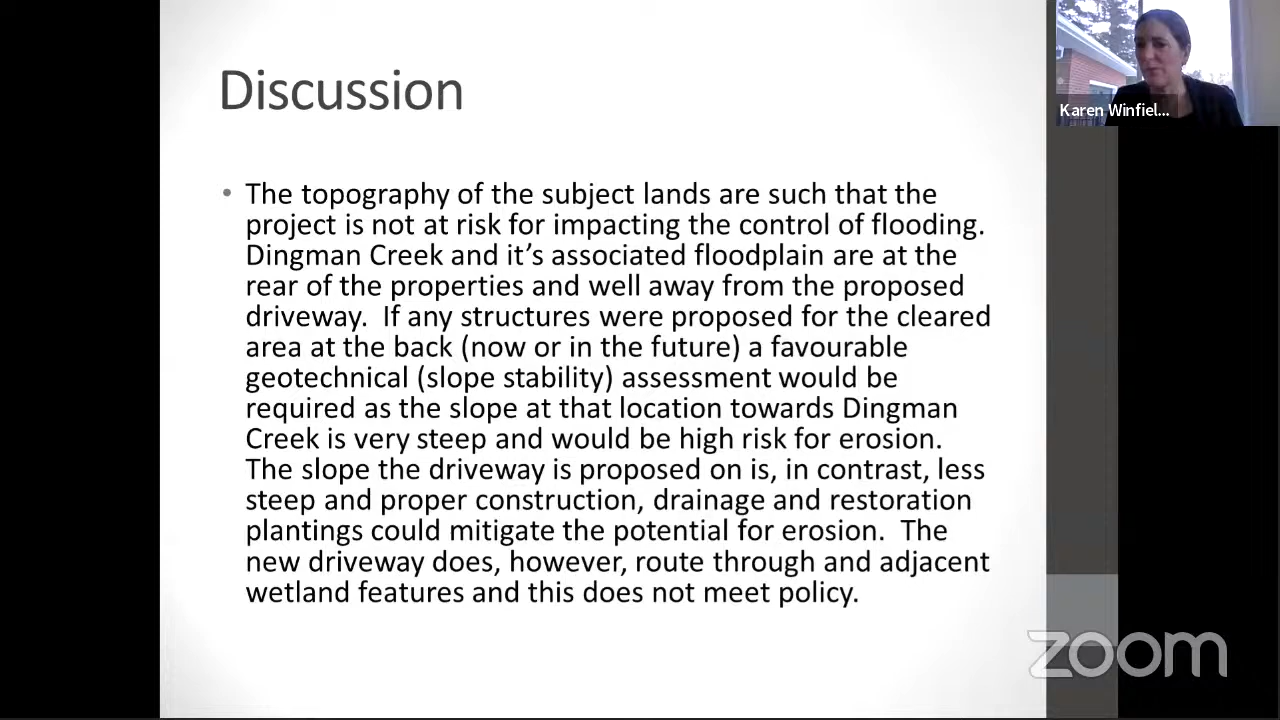 Discussion
• The topography of the subject lands are such that the
project is not at risk for impacting the control of flooding.
Dingman Creek and it's associated floodplain are at the
rear of the properties and well away from the proposed
driveway.  If any structures were proposed for the cleared
area at the back (now or in the future) a favourable
geotechnical (slope stability) assessment would be
required as the slope at that location towards Dingman
Creek is very steep and would be high risk for erosion.
The slope the driveway is proposed on is, in contrast, less
steep and proper construction, drainage and restoration
plantings could mitigate the potential for erosion.  The
new driveway does, however, route through and adjacent
wetland features and this does not meet policy.
Karen Winfiel...
zoom